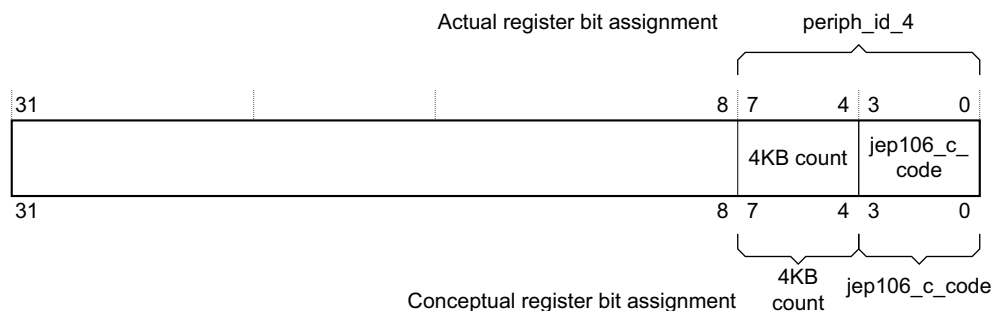 Actual register bit assignment periph_id_4
31 8 7 4 3 0
4KB count jep106_c_
code
31 8 7 4 3 0
4KB
count jep106_c_code
Conceptual register bit assignment